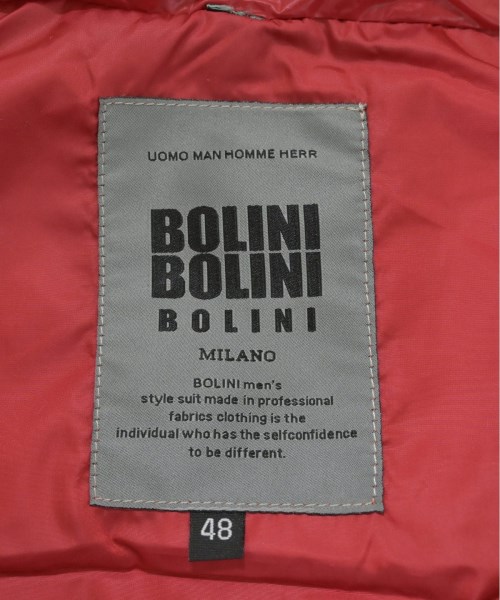 UOMO MAN HOMME HERR
BOLINI
BOLINI
BOLINI
MILANO
BOLINI men's
style suit made in professional
fabrics clothing is the
individual who has the selfconfidence
to be different.
48